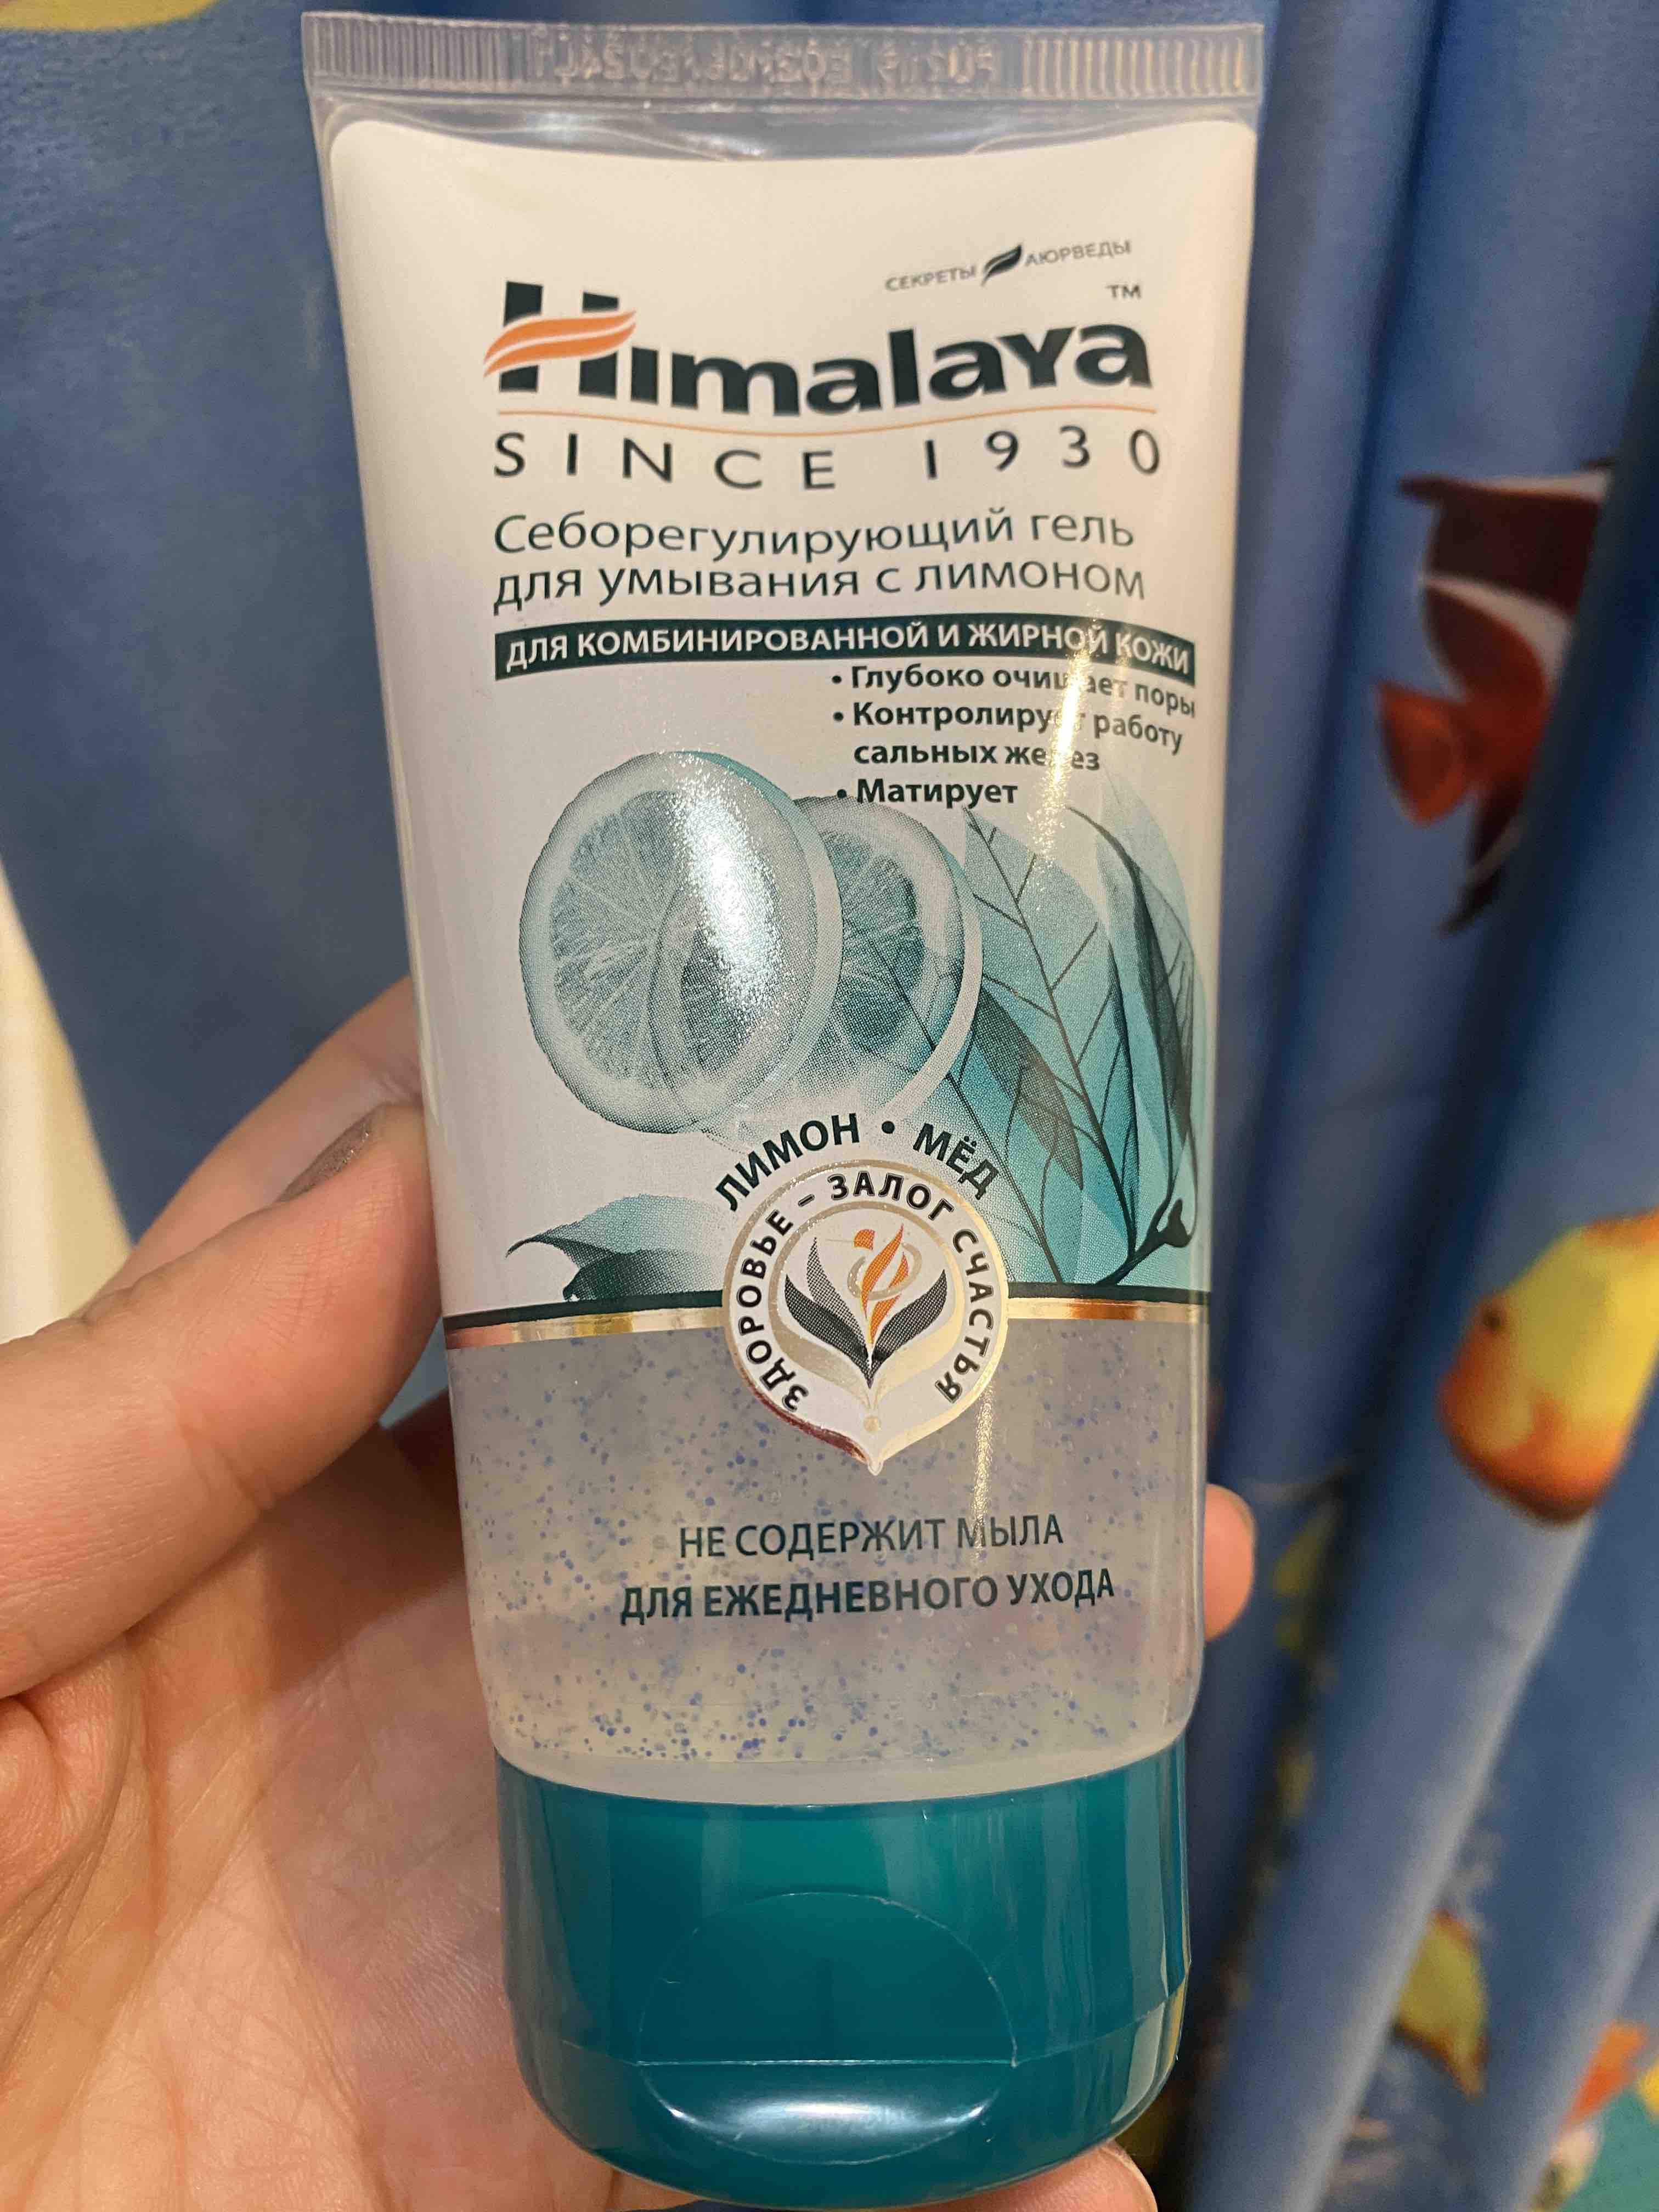 СЕКРЕТЫ АЮРВЕДЫ
Himalaya TM
SINCE 1930
Себорегулирующий гель
для умывания с лимоном
ДЛЯ КОМБИНИРОВАННОЙ И ЖИРНОЙ КОЖИ
• Глубоко очищает поры
• Контролирует работу
сальных желез
• Матирует
ЛИМОН • МЁД
ЗДОРОВЬЕ – ЗАЛОГ СЧАСТЬЯ
НЕ СОДЕРЖИТ МЫЛА
ДЛЯ ЕЖЕДНЕВНОГО УХОДА